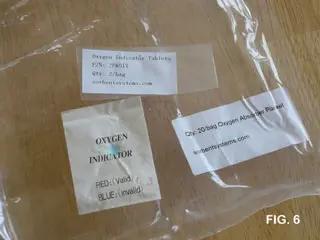 Oxygen Indicator Tablets
Qty: 2/bag
sorbentsystems.com
Qty: 20/bag Oxygen Absorber Packet
sorbentsystems.com
OXYGEN
INDICATOR
RED:(Valid)
BLUE:(invalid)
FIG. 6